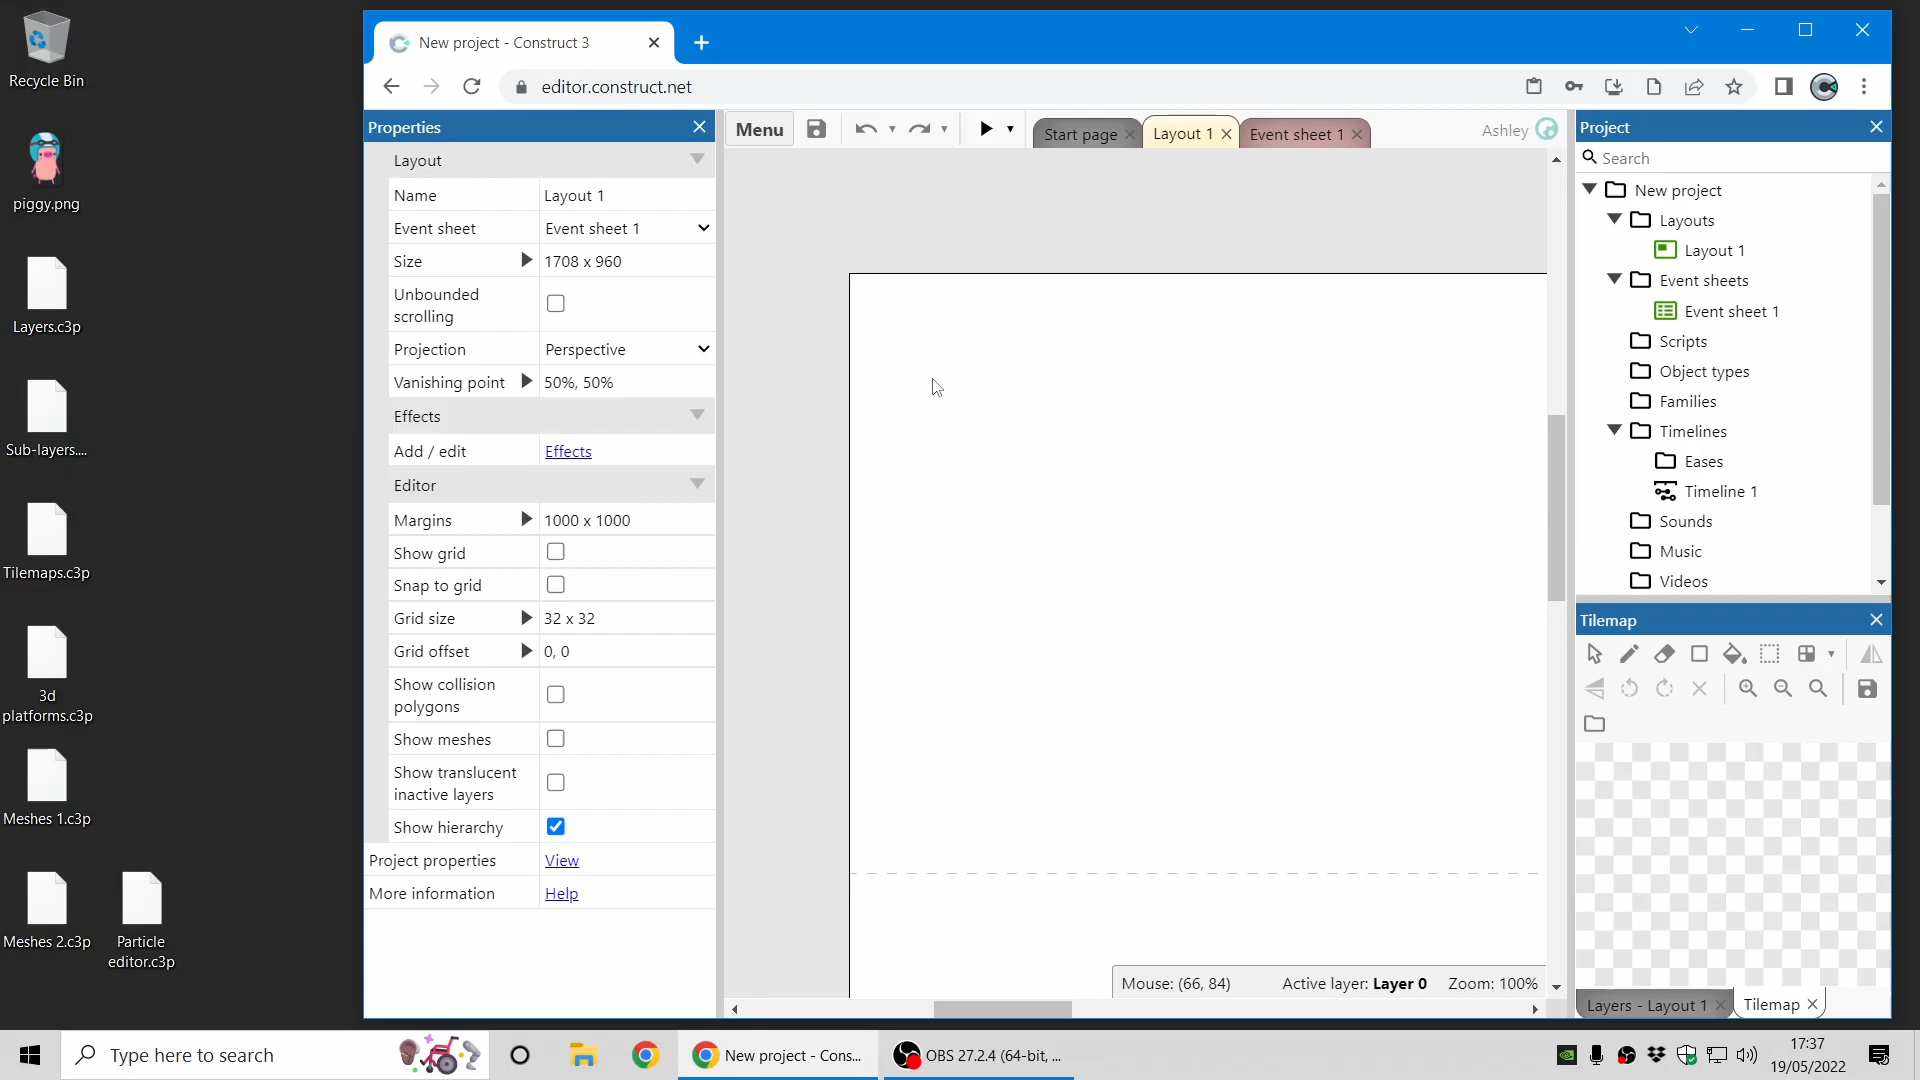 Recycle Bin
piggy.png
Layers.c3p
Sub-layers....
Tilemaps.c3p
3d
platforms.c3p
Meshes 1.c3p
Meshes 2.c3p
Particle
editor.c3p
New project - Construct 3
editor.construct.net
Properties
Layout
Name
Layout 1
Event sheet
Event sheet 1
Size
1708 x 960
Unbounded
scrolling
Projection
Perspective
Vanishing point
50%, 50%
Effects
Add / edit
Effects
Editor
Margins
1000 x 1000
Show grid
Snap to grid
Grid size
32 x 32
Grid offset
0, 0
Show collision
polygons
Show meshes
Show translucent
inactive layers
Show hierarchy
Project properties
View
More information
Help
Menu
Start page
Layout 1
Event sheet 1
Ashley
Mouse: (66, 84)
Active layer: Layer 0
Zoom: 100%
Project
Search
New project
Layouts
Layout 1
Event sheets
Event sheet 1
Scripts
Object types
Families
Timelines
Eases
Timeline 1
Sounds
Music
Videos
Tilemap
Layers - Layout 1
Tilemap
Type here to search
New project - Cons...
OBS 27.2.4 (64-bit, ...
17:37
19/05/2022